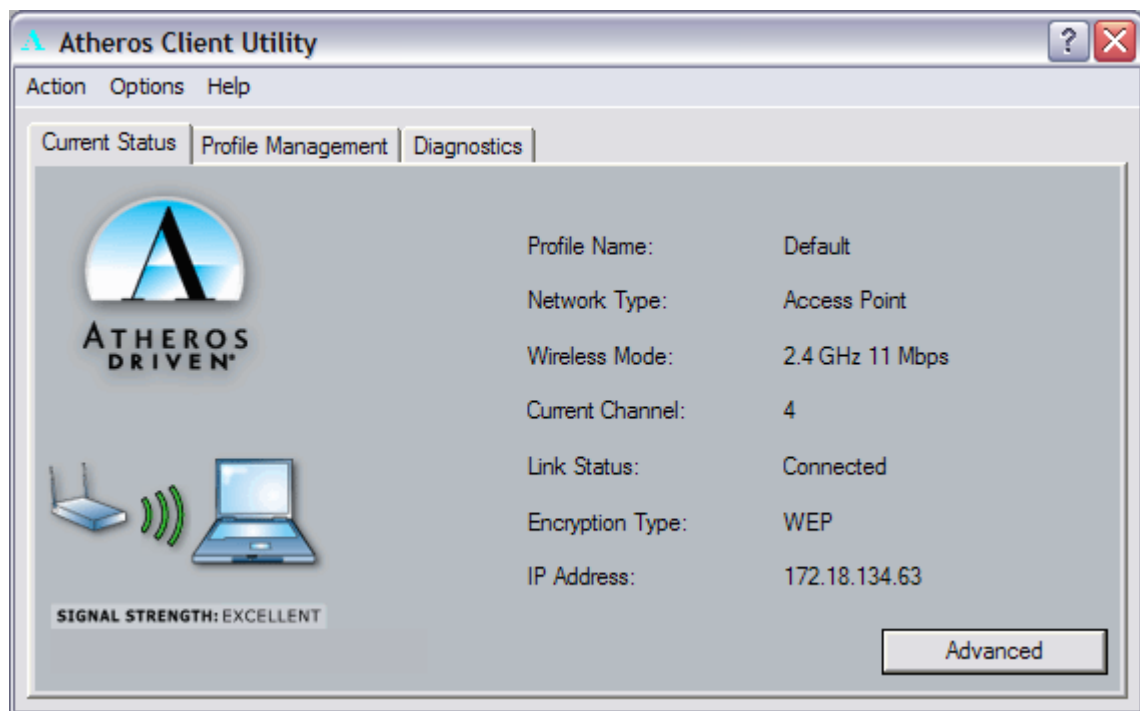 Atheros Client Utility
Action Options Help
Current Status Profile Management Diagnostics
ATHEROS
DRIVEN®
Profile Name: Default
Network Type: Access Point
Wireless Mode: 2.4 GHz 11 Mbps
Current Channel: 4
Link Status: Connected
Encryption Type: WEP
IP Address: 172.18.134.63
SIGNAL STRENGTH: EXCELLENT
Advanced